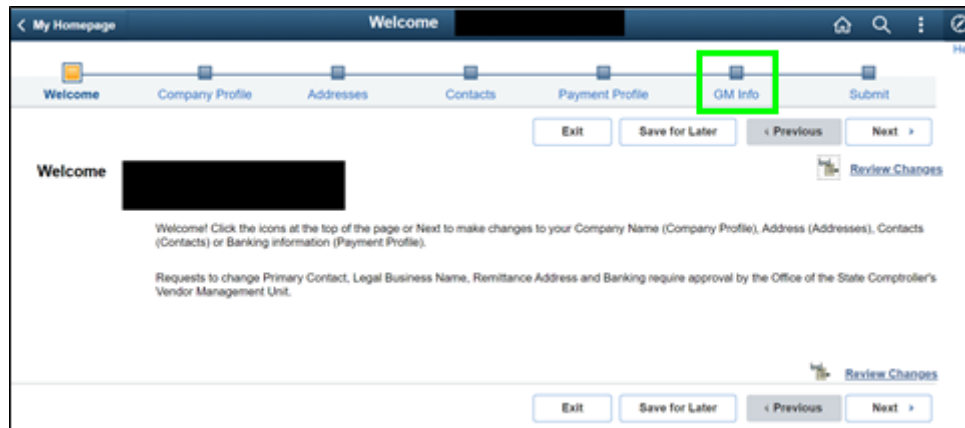 My Homepage
Welcome
He
Welcome
Company Profile
Addresses
Contacts
Payment Profile
GM Info
Submit
Exit
Save for Later
‹ Previous
Next ›
Welcome
Review Changes
Welcome! Click the icons at the top of the page or Next to make changes to your Company Name (Company Profile), Address (Addresses), Contacts
(Contacts) or Banking information (Payment Profile).
Requests to change Primary Contact, Legal Business Name, Remittance Address and Banking require approval by the Office of the State Comptroller's
Vendor Management Unit.
Review Changes
Exit
Save for Later
‹ Previous
Next ›